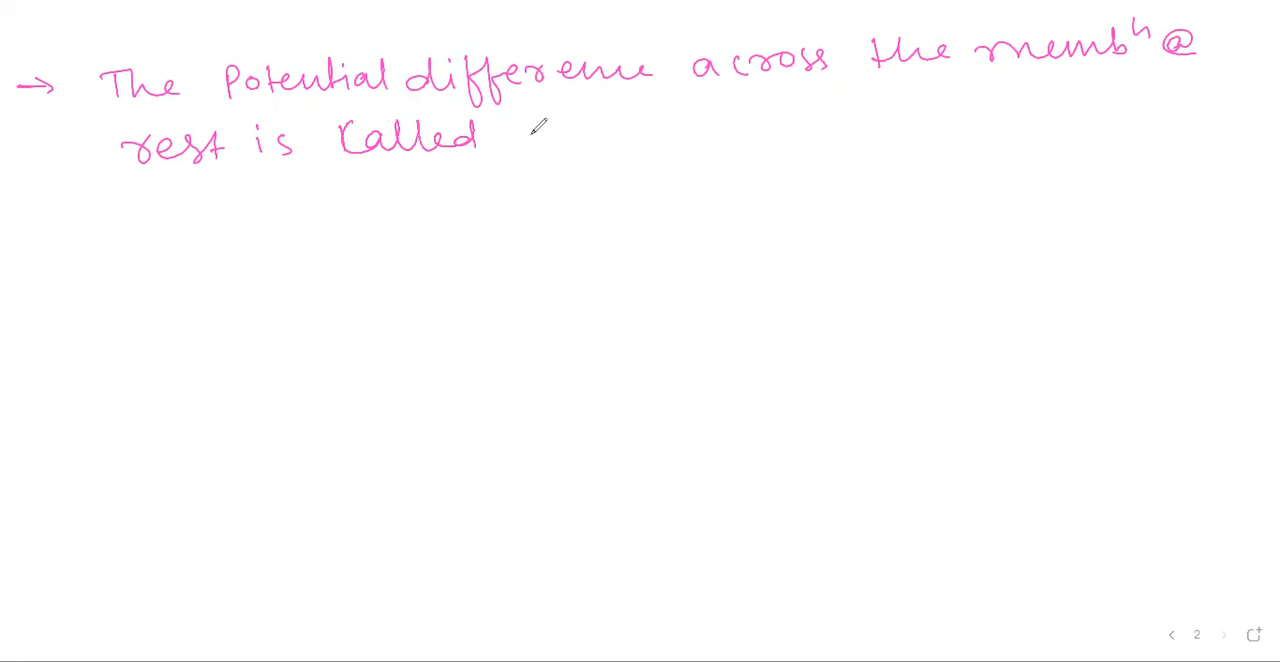 → The Potential difference across the membⁿ @
rest is called
2